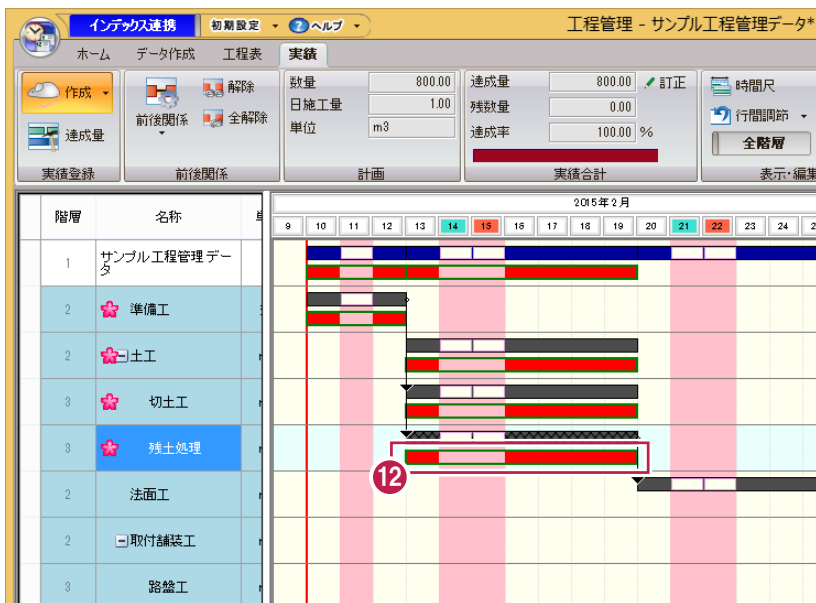 インデックス連携 初期設定 ヘルプ 工程管理 - サンプル工程管理データ*
ホーム データ作成 工程表 実績
作成 達成量 実績登録
前後関係 解除 全解除 前後関係
数量 800.00
日施工量 1.00
単位 m3
計画
達成量 800.00 訂正
残数量 0.00
達成率 100.00 %
実績合計
時間尺
行間調節
全階層
表示・編集
階層 名称
2015年2月
9 10 11 12 13 14 15 16 17 18 19 20 21 22 23 24
1 サンプル工程管理データ
2 準備工
2 土工
3 切土工
3 残土処理
12
2 法面工
2 取付舗装工
3 路盤工